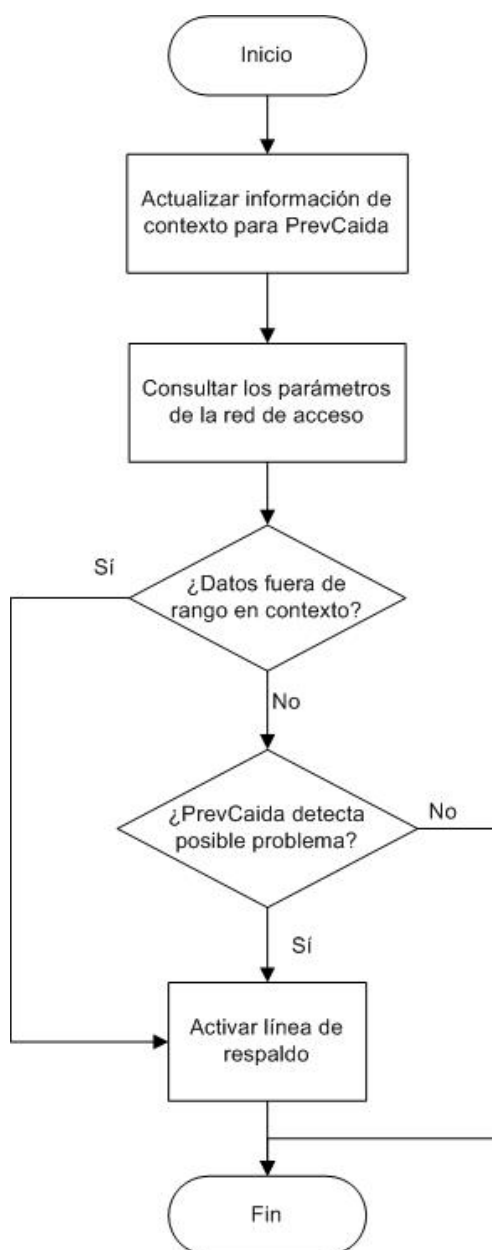 Inicio
Actualizar información de
contexto para PrevCaida
Consultar los parámetros
de la red de acceso
Sí
¿Datos fuera de
rango en contexto?
No
¿PrevCaida detecta
posible problema?
No
Sí
Activar línea de
respaldo
Fin